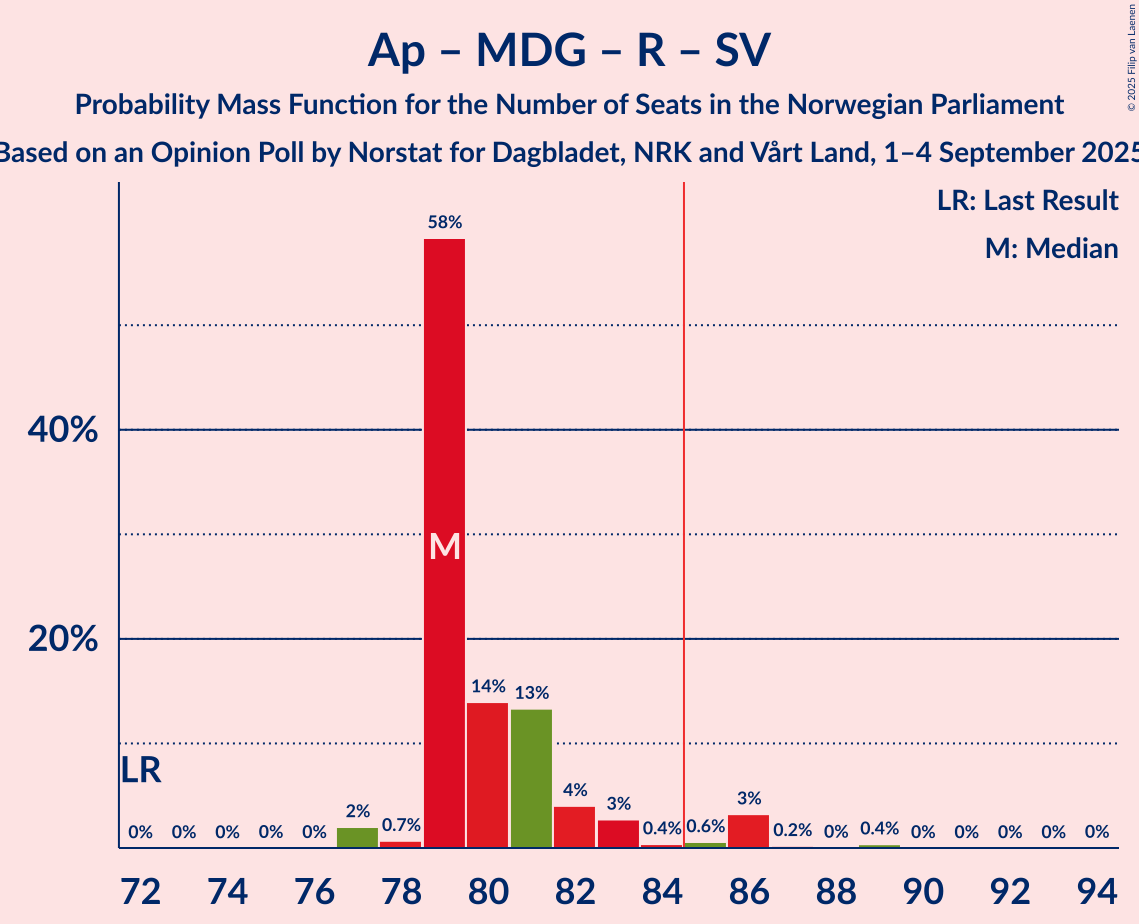 Ap – MDG – R – SV
Probability Mass Function for the Number of Seats in the Norwegian Parliament
Based on an Opinion Poll by Norstat for Dagbladet, NRK and Vårt Land, 1–4 September 2025
© 2025 Filip van Laenen
LR: Last Result
M: Median
58%
40%
M
20%
14%
13%
LR
4%
3%
3%
2%
0.7%
0.4%
0.6%
0.2%
0%
0.4%
0% 0% 0% 0% 0%
0% 0% 0% 0% 0%
72 74 76 78 80 82 84 86 88 90 92 94